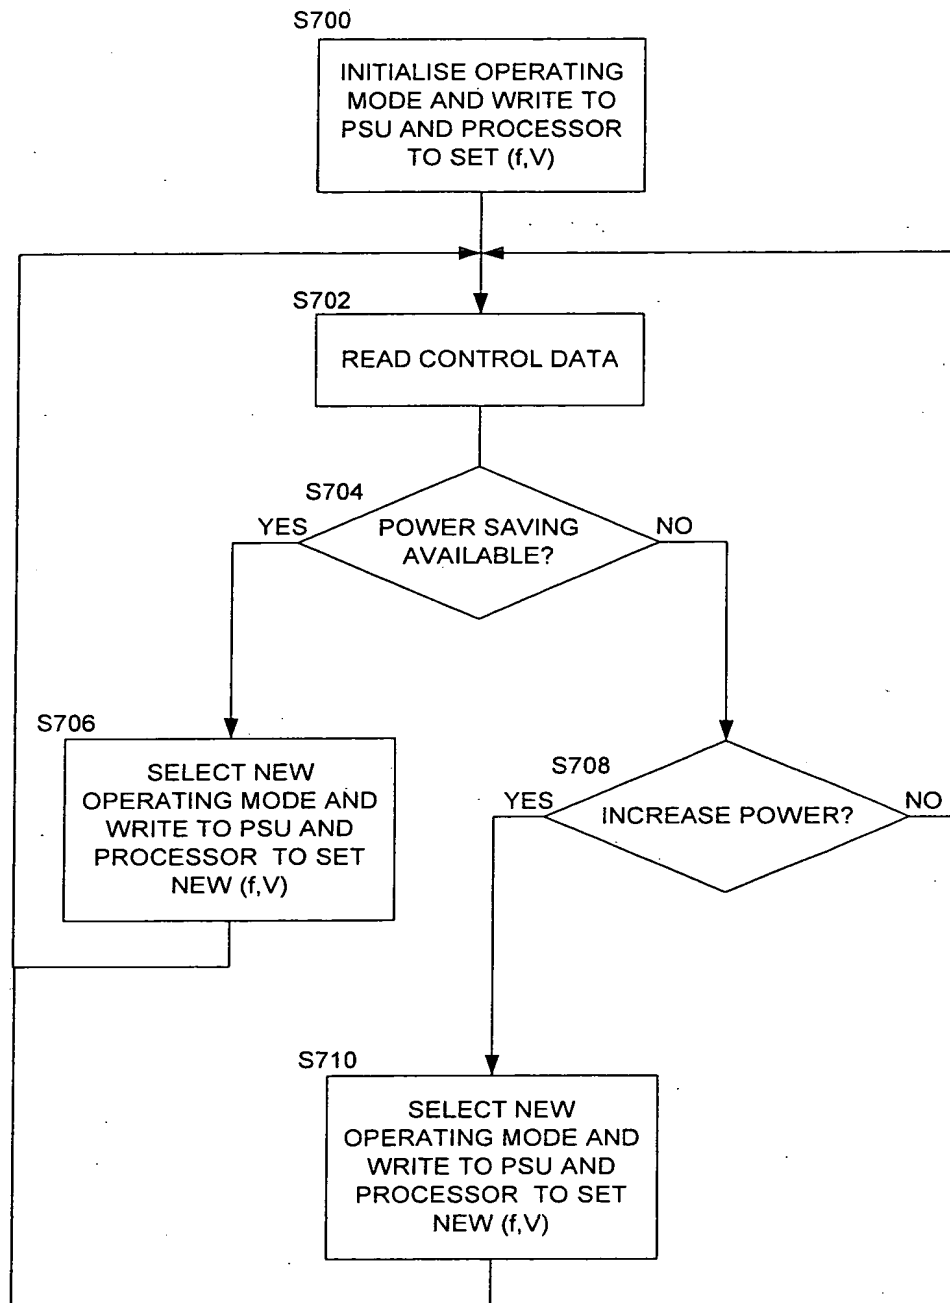 S700
INITIALISE OPERATING
MODE AND WRITE TO
PSU AND PROCESSOR
TO SET (f,V)
S702
READ CONTROL DATA
S704
YES
POWER SAVING
AVAILABLE?
NO
S706
SELECT NEW
OPERATING MODE AND
WRITE TO PSU AND
PROCESSOR TO SET
NEW (f,V)
S708
YES
INCREASE POWER?
NO
S710
SELECT NEW
OPERATING MODE AND
WRITE TO PSU AND
PROCESSOR TO SET
NEW (f,V)